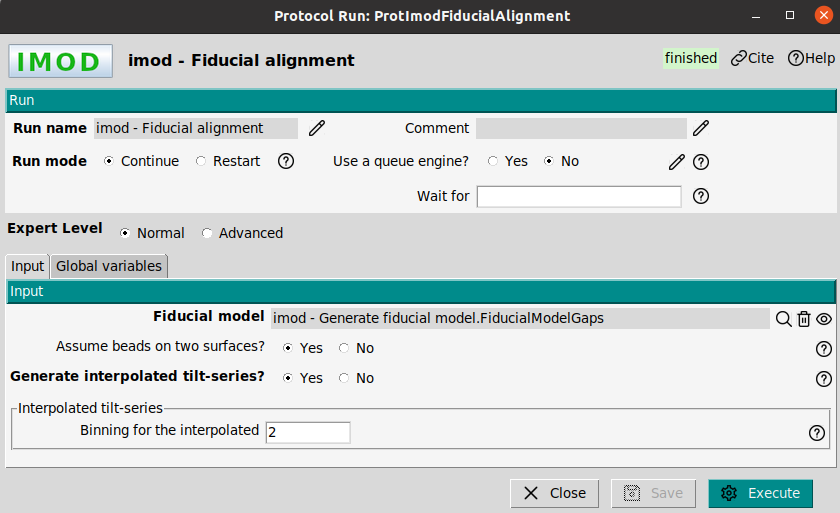 Protocol Run: ProtImodFiducialAlignment
IMOD imod - Fiducial alignment finished Cite Help
Run
Run name imod - Fiducial alignment Comment
Run mode Continue Restart Use a queue engine? Yes No
Wait for
Expert Level Normal Advanced
Input Global variables
Input
Fiducial model imod - Generate fiducial model.FiducialModelGaps
Assume beads on two surfaces? Yes No
Generate interpolated tilt-series? Yes No
Interpolated tilt-series
Binning for the interpolated 2
Close Save Execute